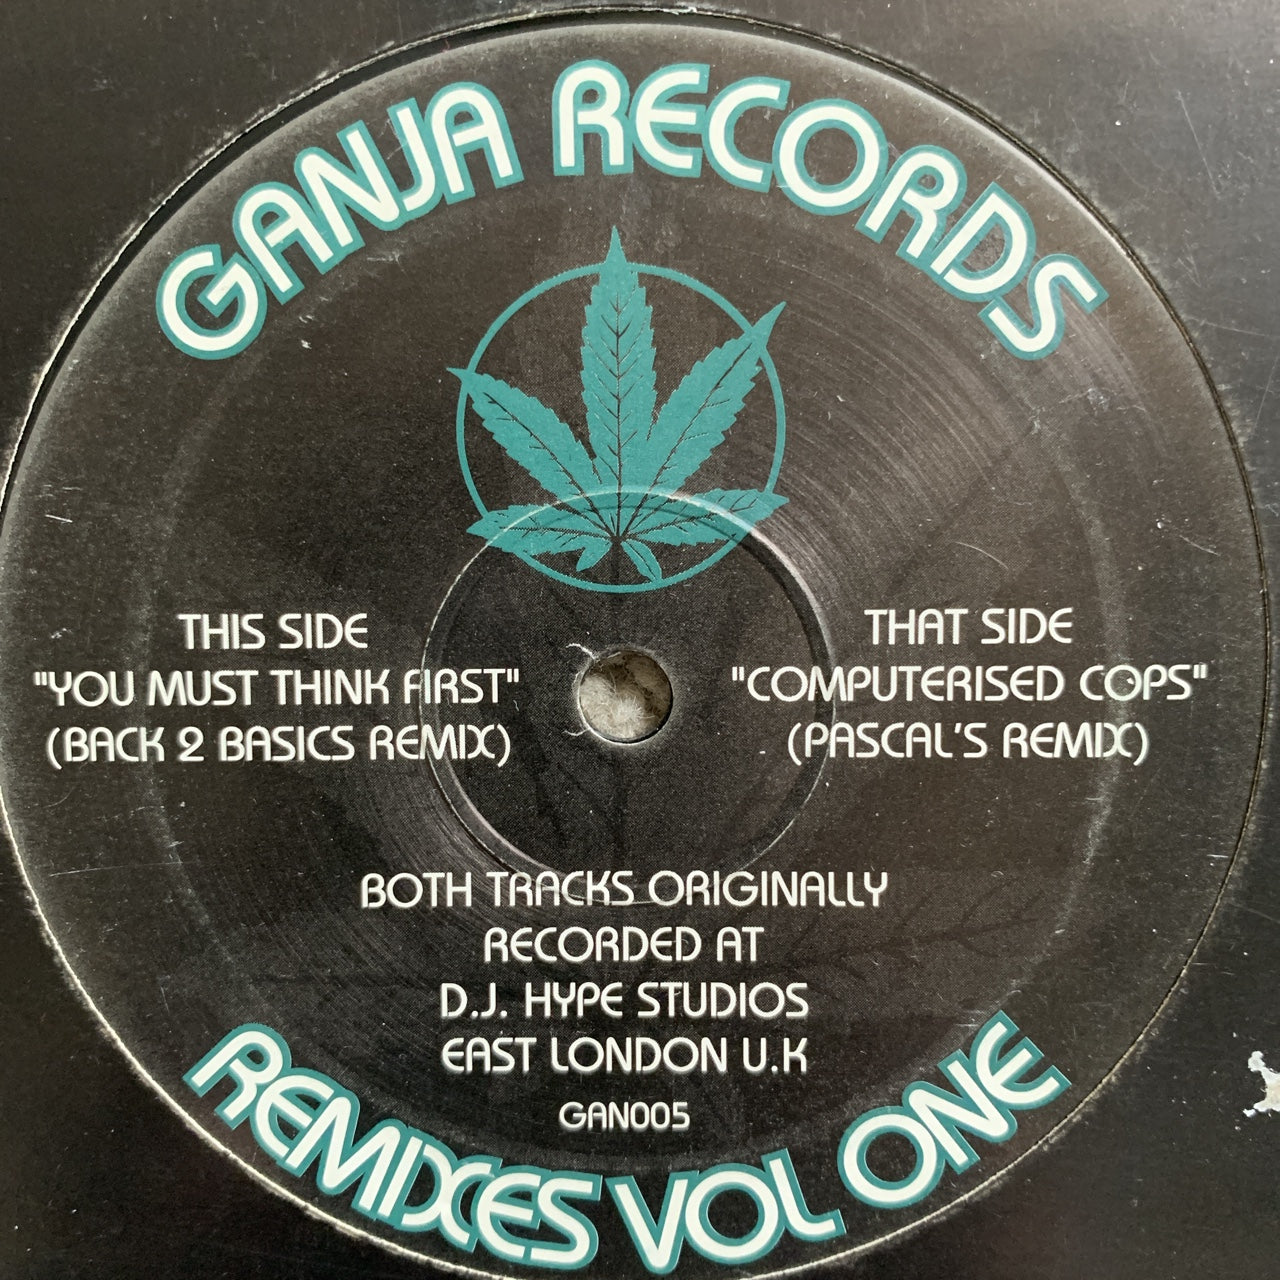 GANJA RECORDS
THIS SIDE
"YOU MUST THINK FIRST"
(BACK 2 BASICS REMIX)
THAT SIDE
"COMPUTERISED COPS"
(PASCAL'S REMIX)
BOTH TRACKS ORIGINALLY
RECORDED AT
D.J. HYPE STUDIOS
EAST LONDON U.K
GAN005
REMIXES VOL ONE